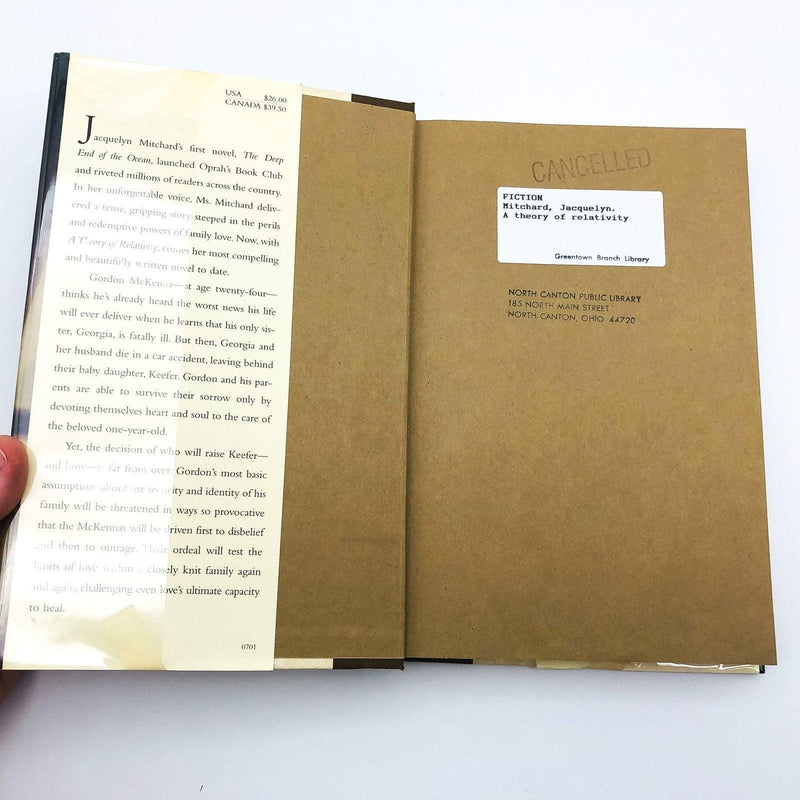 USA $26.00
CANADA $39.50
Jacquelyn Mitchard's first novel, The Deep
End of the Ocean, launched Oprah's Book Club
and riveted millions of readers across the country.
In her unforgettable voice, Ms. Mitchard deliv-
ered a tense, gripping story steeped in the perils
and redemptive powers of family love. Now, with
A Theory of Relativity, comes her most compelling
and beautifully written novel to date.
Gordon McKenna—at age twenty-four—
thinks he's already heard the worst news his life
will ever deliver when he learns that his only sis-
ter, Georgia, is fatally ill. But then, Georgia and
her husband die in a car accident, leaving behind
their baby daughter, Keefer. Gordon and his par-
ents are able to survive their sorrow only by
devoting themselves heart and soul to the care of
the beloved one-year-old.
Yet, the decision of who will raise Keefer—
and how—is far from over. Gordon's most basic
assumptions about the security and identity of his
family will be threatened in ways so provocative
that the McKennas will be driven first to disbelief
and then to outrage. Their ordeal will test the
limits of love within a closely knit family again
and again, challenging even love's ultimate capacity
to heal.
0701
CANCELLED
FICTION
Mitchard, Jacquelyn.
A theory of relativity
Greentown Branch Library
NORTH CANTON PUBLIC LIBRARY
185 NORTH MAIN STREET
NORTH CANTON, OHIO 44720